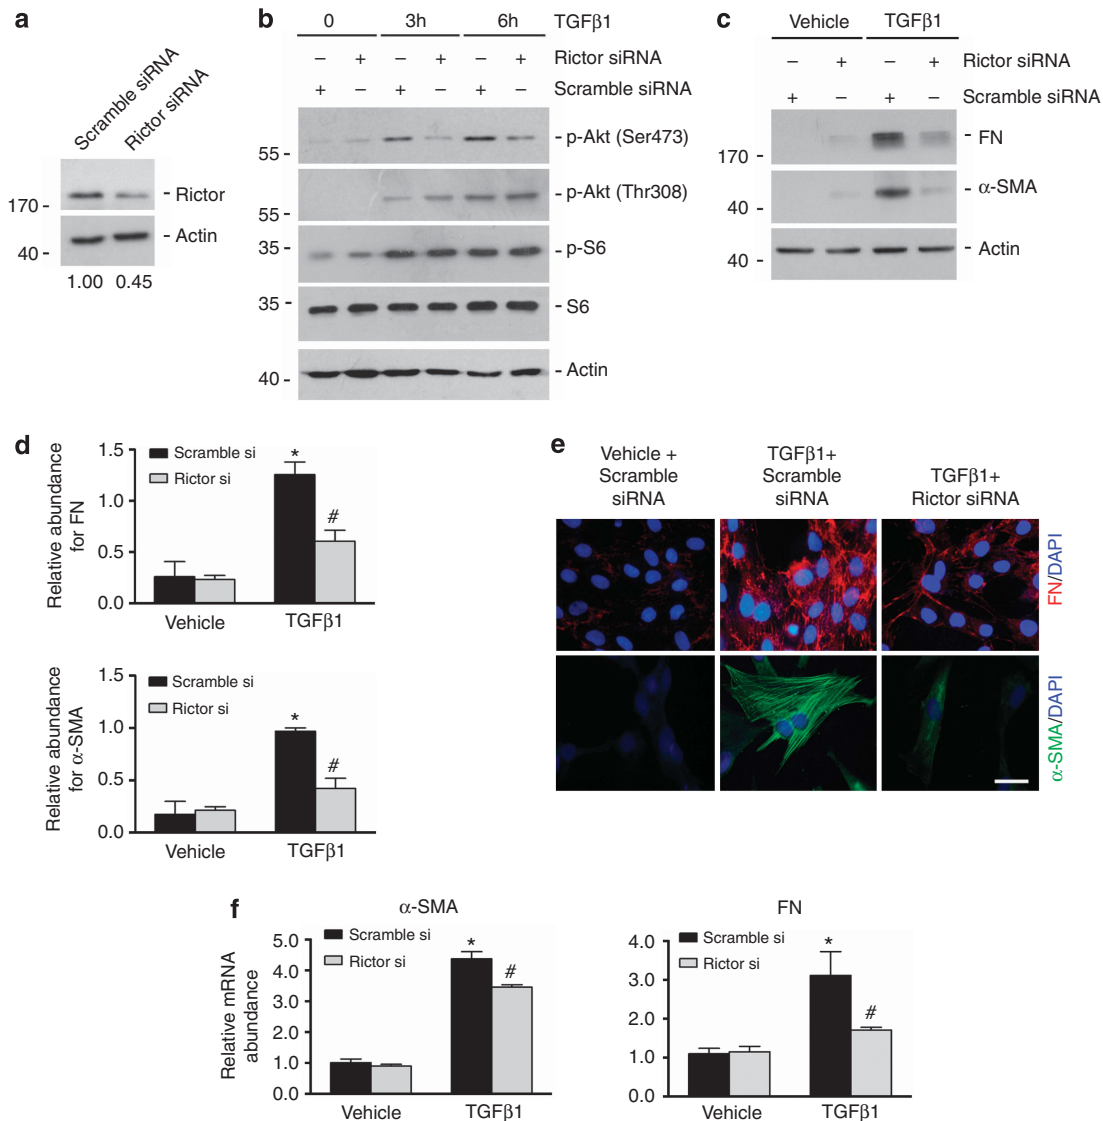 a
Scramble siRNA
Rictor siRNA
170 -
- Rictor
40 -
- Actin
1.00 0.45
b
0 3h 6h TGFβ1
– + – + – + Rictor siRNA
+ – + – + – Scramble siRNA
55 -
- p-Akt (Ser473)
55 -
- p-Akt (Thr308)
35 -
- p-S6
35 -
- S6
40 -
- Actin
c
Vehicle TGFβ1
– + – + Rictor siRNA
+ – + – Scramble siRNA
170 -
- FN
40 -
- α-SMA
40 -
- Actin
d
Relative abundance
for FN
1.5
1.0
0.5
0.0
Scramble si
Rictor si
*
#
Vehicle
TGFβ1
Relative abundance
for α-SMA
1.5
1.0
0.5
0.0
Scramble si
Rictor si
*
#
Vehicle
TGFβ1
e
Vehicle +
Scramble
siRNA
TGFβ1+
Scramble
siRNA
TGFβ1+
Rictor siRNA
FN/DAPI
α-SMA/DAPI
f
α-SMA
Relative mRNA
abundance
5.0
4.0
3.0
2.0
1.0
0.0
Scramble si
Rictor si
*
#
Vehicle
TGFβ1
FN
4.0
3.0
2.0
1.0
0.0
Scramble si
Rictor si
*
#
Vehicle
TGFβ1